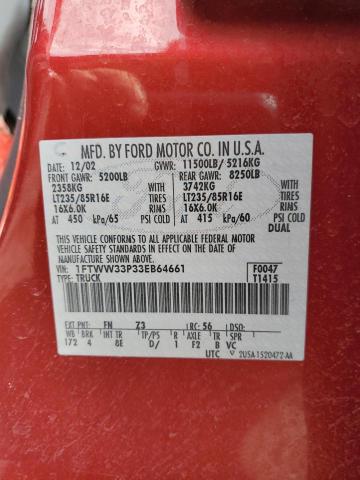 MFD. BY FORD MOTOR CO. IN U.S.A.
DATE: 12/02 GVWR: 11500LB/ 5216KG
FRONT GAWR: 5200LB REAR GAWR: 8250LB
2358KG WITH 3742KG WITH
LT235/85R16E TIRES LT235/85R16E TIRES
16X6.0K RIMS 16X6.0K RIMS
AT 450 kPa/65 PSI COLD AT 415 kPa/60 PSI COLD
DUAL
THIS VEHICLE CONFORMS TO ALL APPLICABLE FEDERAL MOTOR
VEHICLE SAFETY STANDARDS IN EFFECT ON THE DATE OF
MANUFACTURE SHOWN ABOVE.
VEHICLE IDENTIFICATION NO.: 1FTWW33P33EB64661
TYPE: TRUCK
F0047
T1415
EXT PNT: FN Z3 RC: 56 DSO:
WB BRK INT TR TP/PS R AXLE TR SPR
172 4 8E D/ 1 F2 B VC
UTC ▽ 2U5A-1520472-AA